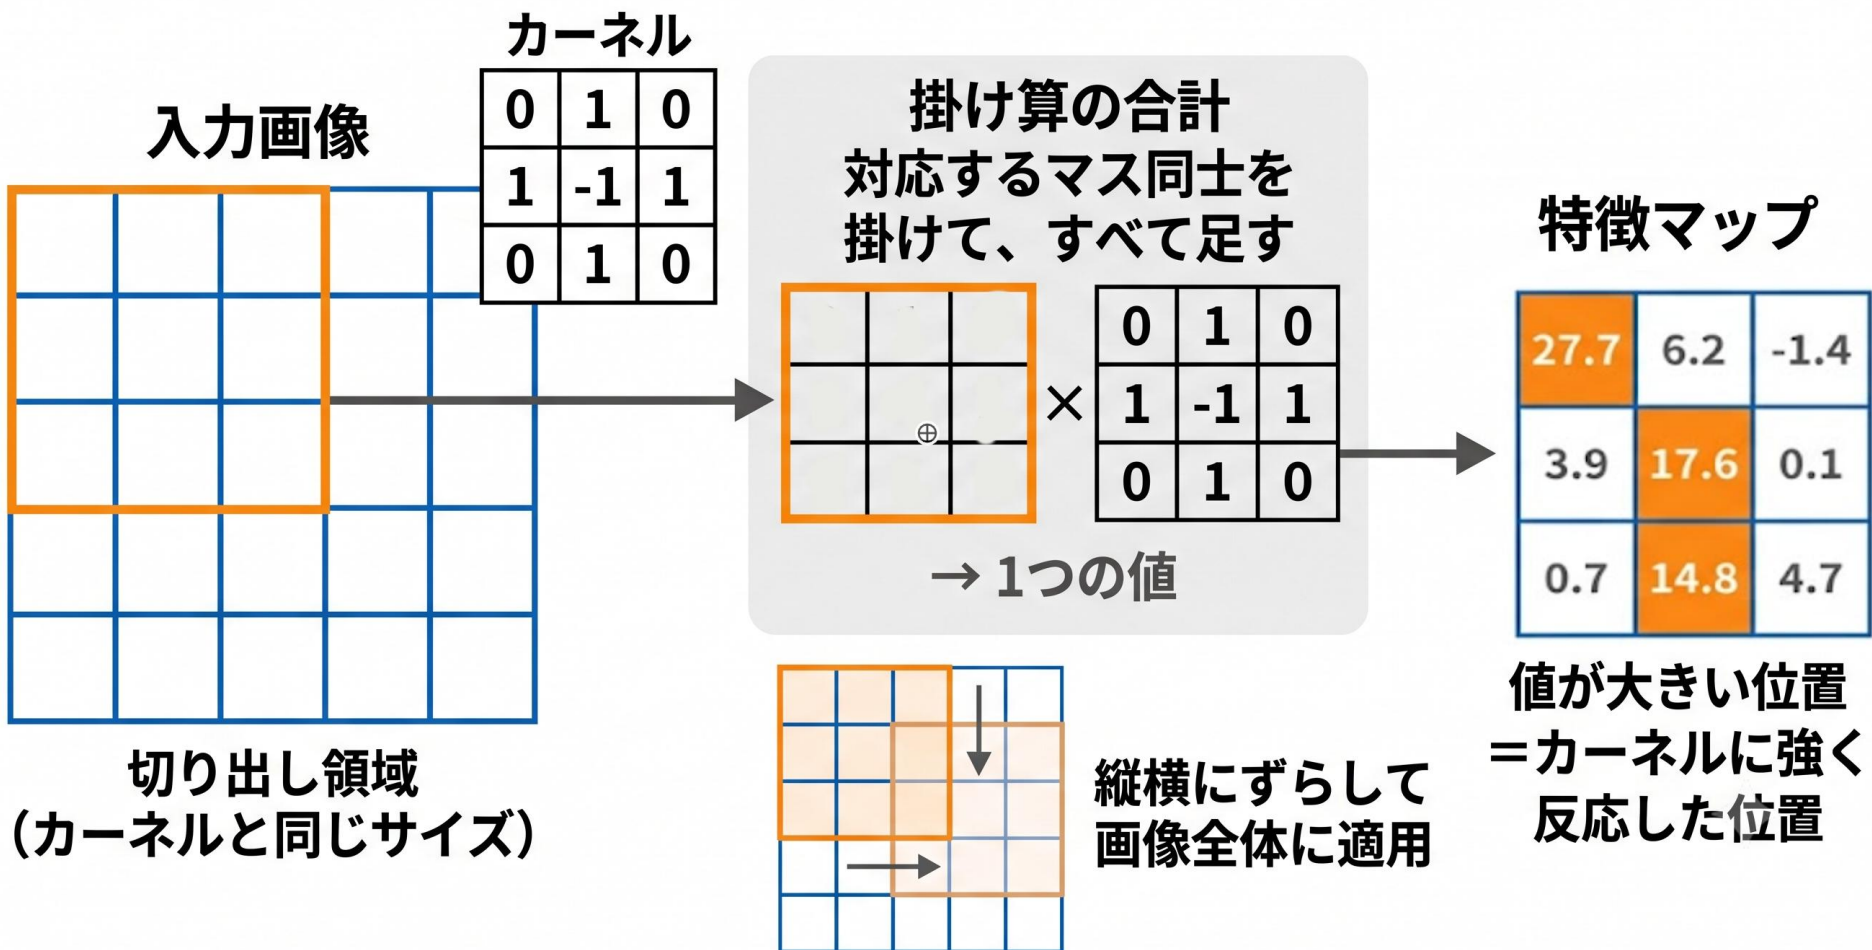 入力画像
カーネル
0 1 0
1 -1 1
0 1 0
切り出し領域
（カーネルと同じサイズ）
掛け算の合計
対応するマス同士を
掛けて、すべて足す
×
0 1 0
1 -1 1
0 1 0
→ 1つの値
縦横にずらして
画像全体に適用
特徴マップ
27.7 6.2 -1.4
3.9 17.6 0.1
0.7 14.8 4.7
値が大きい位置
＝カーネルに強く
反応した位置